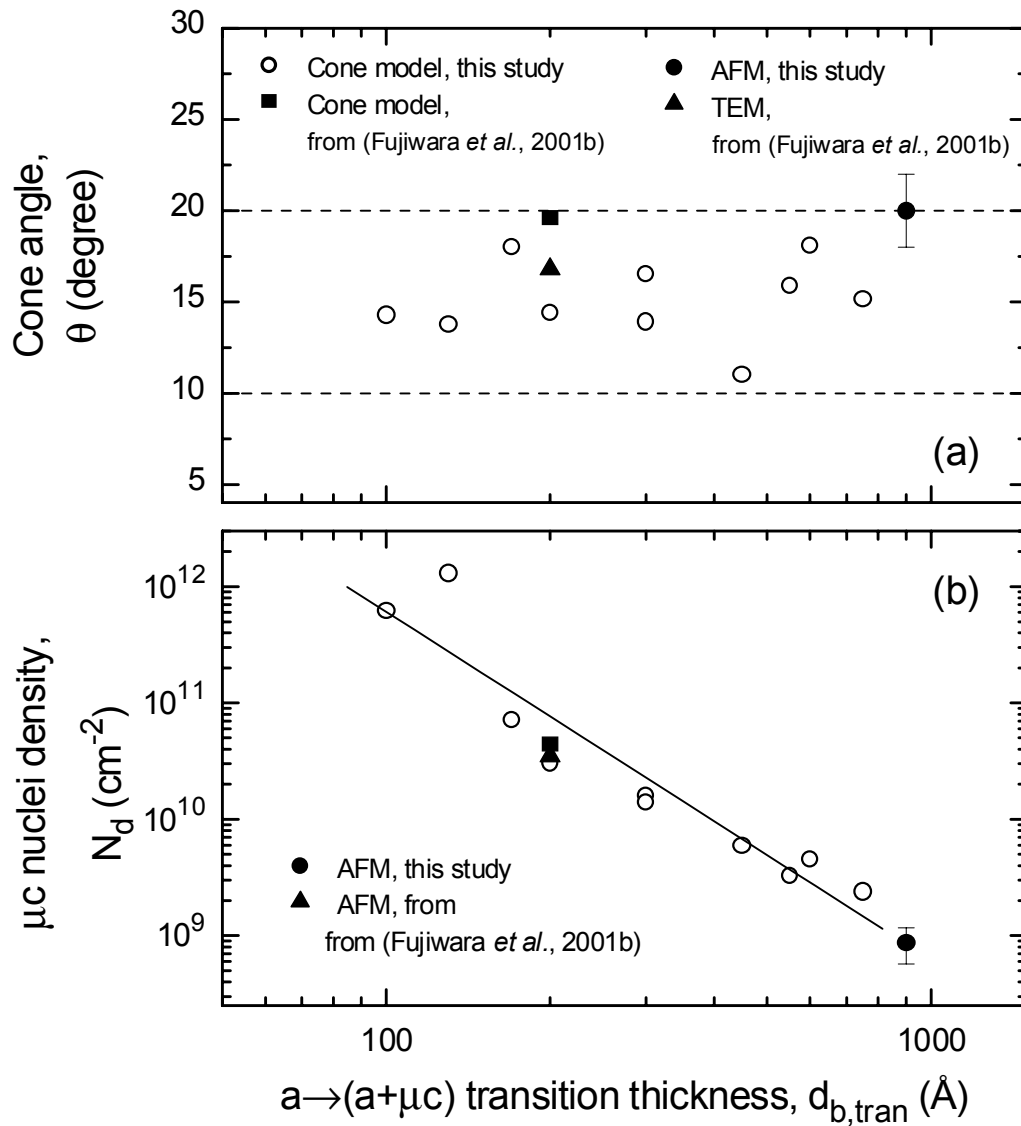 30
25
20
15
10
5
Cone angle,
θ (degree)
Cone model, this study
Cone model,
from (Fujiwara et al., 2001b)
AFM, this study
TEM,
from (Fujiwara et al., 2001b)
(a)
10^12
10^11
10^10
10^9
μc nuclei density,
N_d (cm^-2)
(b)
AFM, this study
AFM, from
from (Fujiwara et al., 2001b)
100 1000
a→(a+μc) transition thickness, d_b,tran (Å)